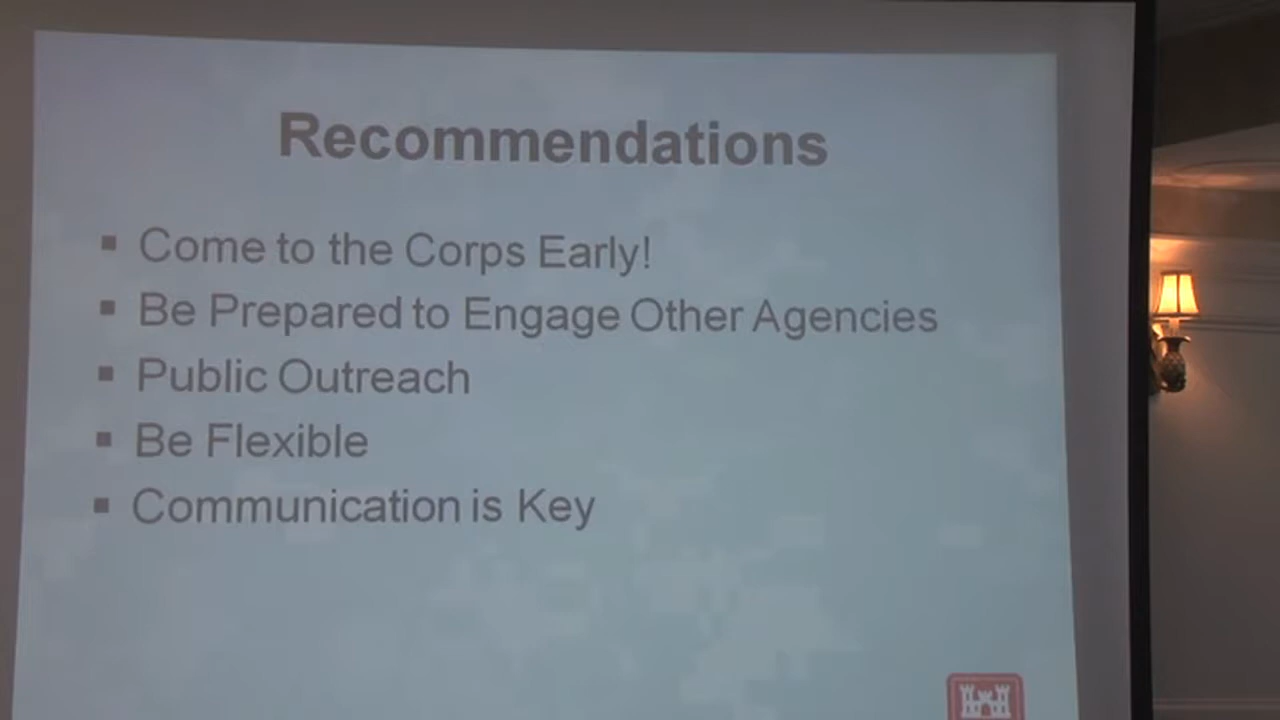 Recommendations
Come to the Corps Early!
Be Prepared to Engage Other Agencies
Public Outreach
Be Flexible
Communication is Key